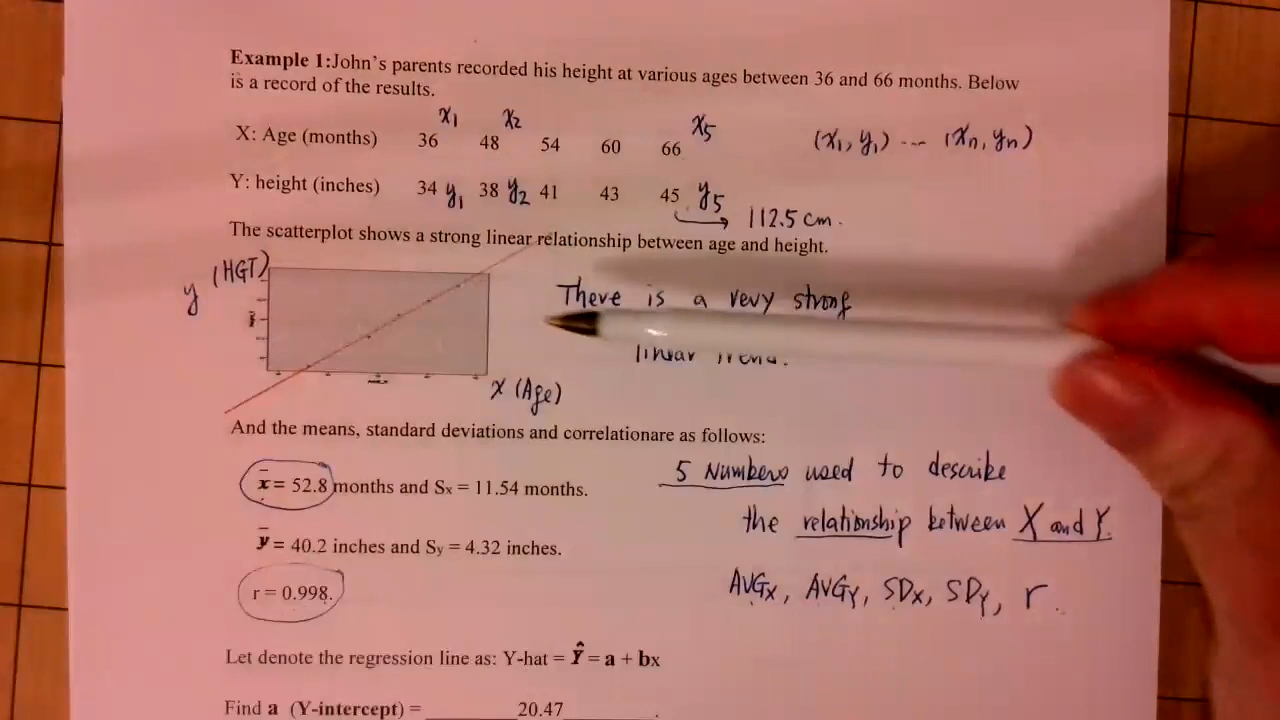 Example 1:John's parents recorded his height at various ages between 36 and 66 months. Below
is a record of the results.
x1 x2 x5
X: Age (months) 36 48 54 60 66 (x1, y1) --- (xn, yn)
Y: height (inches) 34 y1 38 y2 41 43 45 y5
112.5 cm.
The scatterplot shows a strong linear relationship between age and height.
y (HGT)
There is a very strong
linear trend.
x (Age)
And the means, standard deviations and correlationare as follows:
5 Numbers used to describe
x̄ = 52.8 months and Sx = 11.54 months.
the relationship between X and Y.
ȳ = 40.2 inches and Sy = 4.32 inches.
AVGx, AVGy, SDx, SDy, r.
r = 0.998.
Let denote the regression line as: Y-hat = Ŷ = a + bx
Find a (Y-intercept) = ______20.47______.